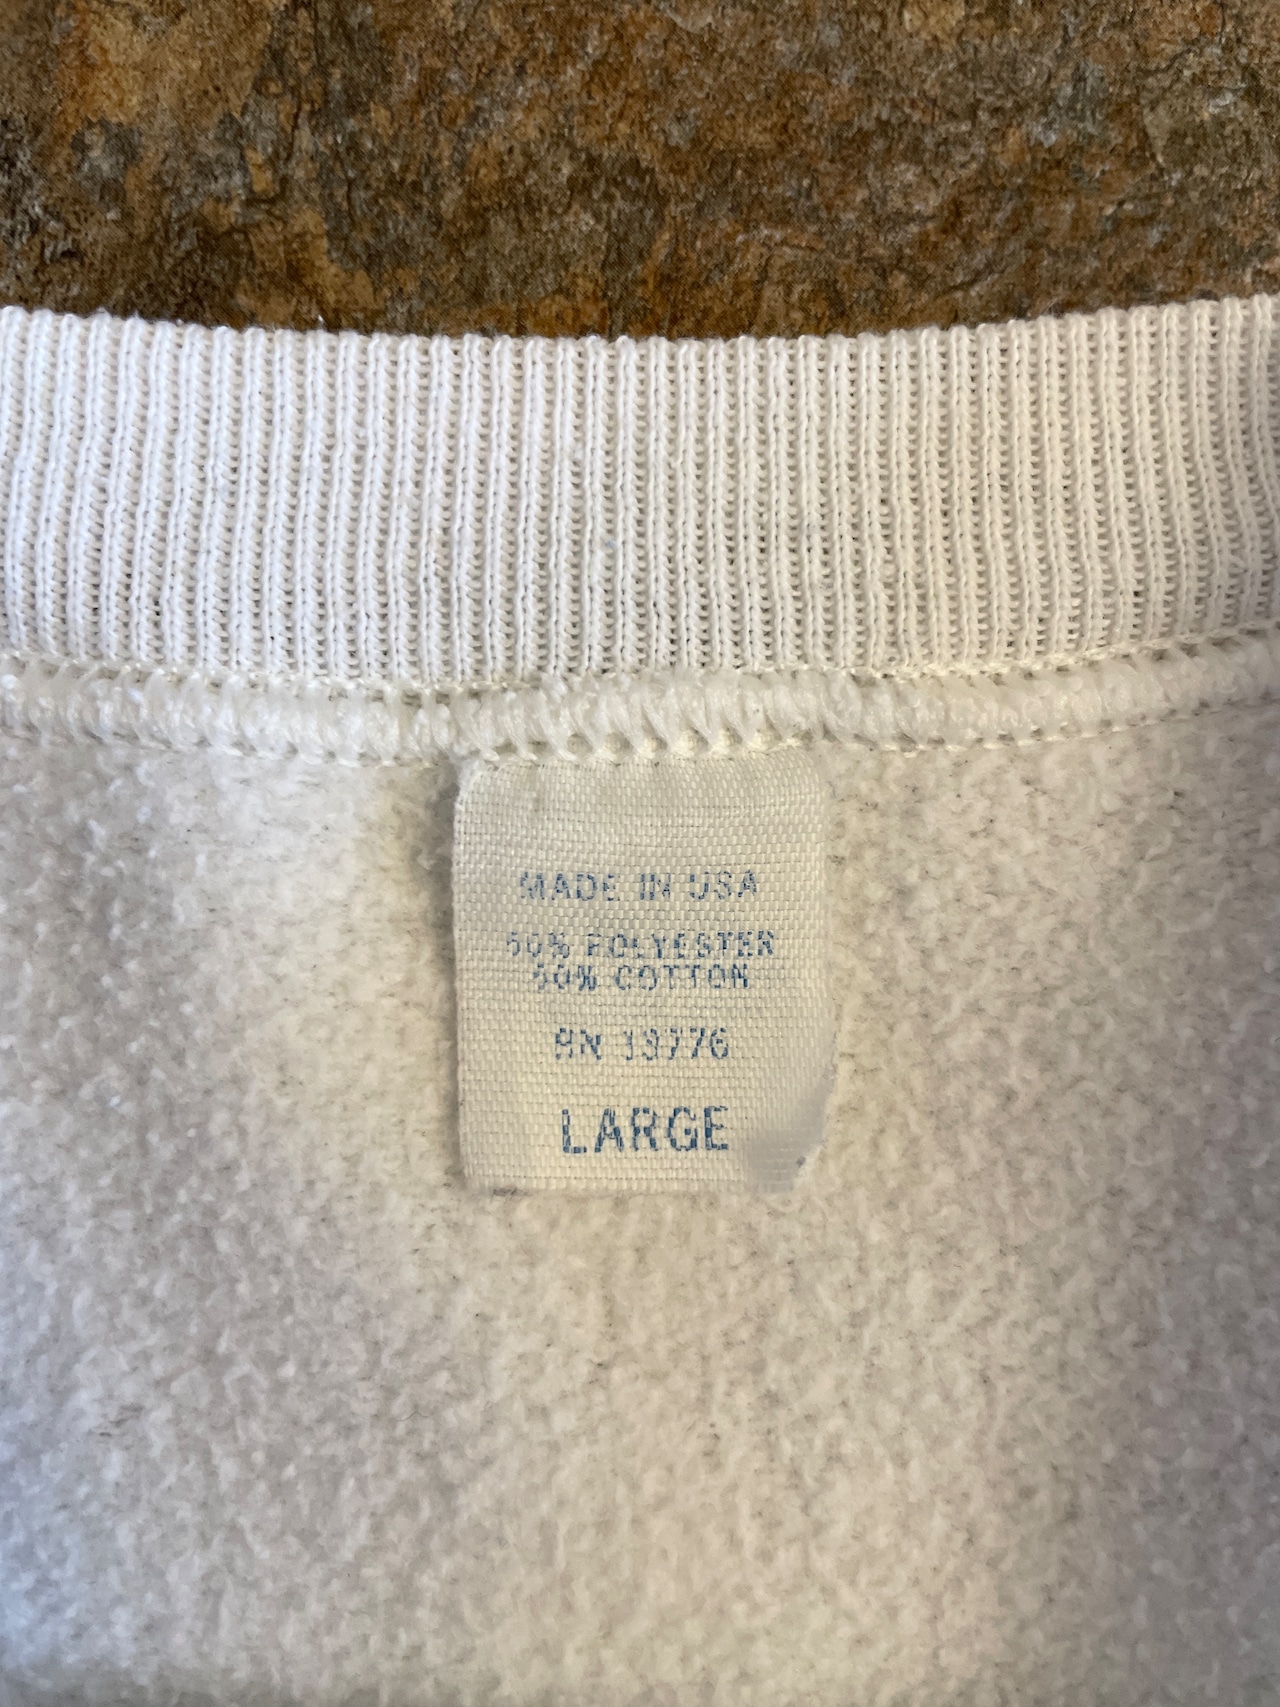 MADE IN USA
50% POLYESTER
50% COTTON
RN 13776
LARGE